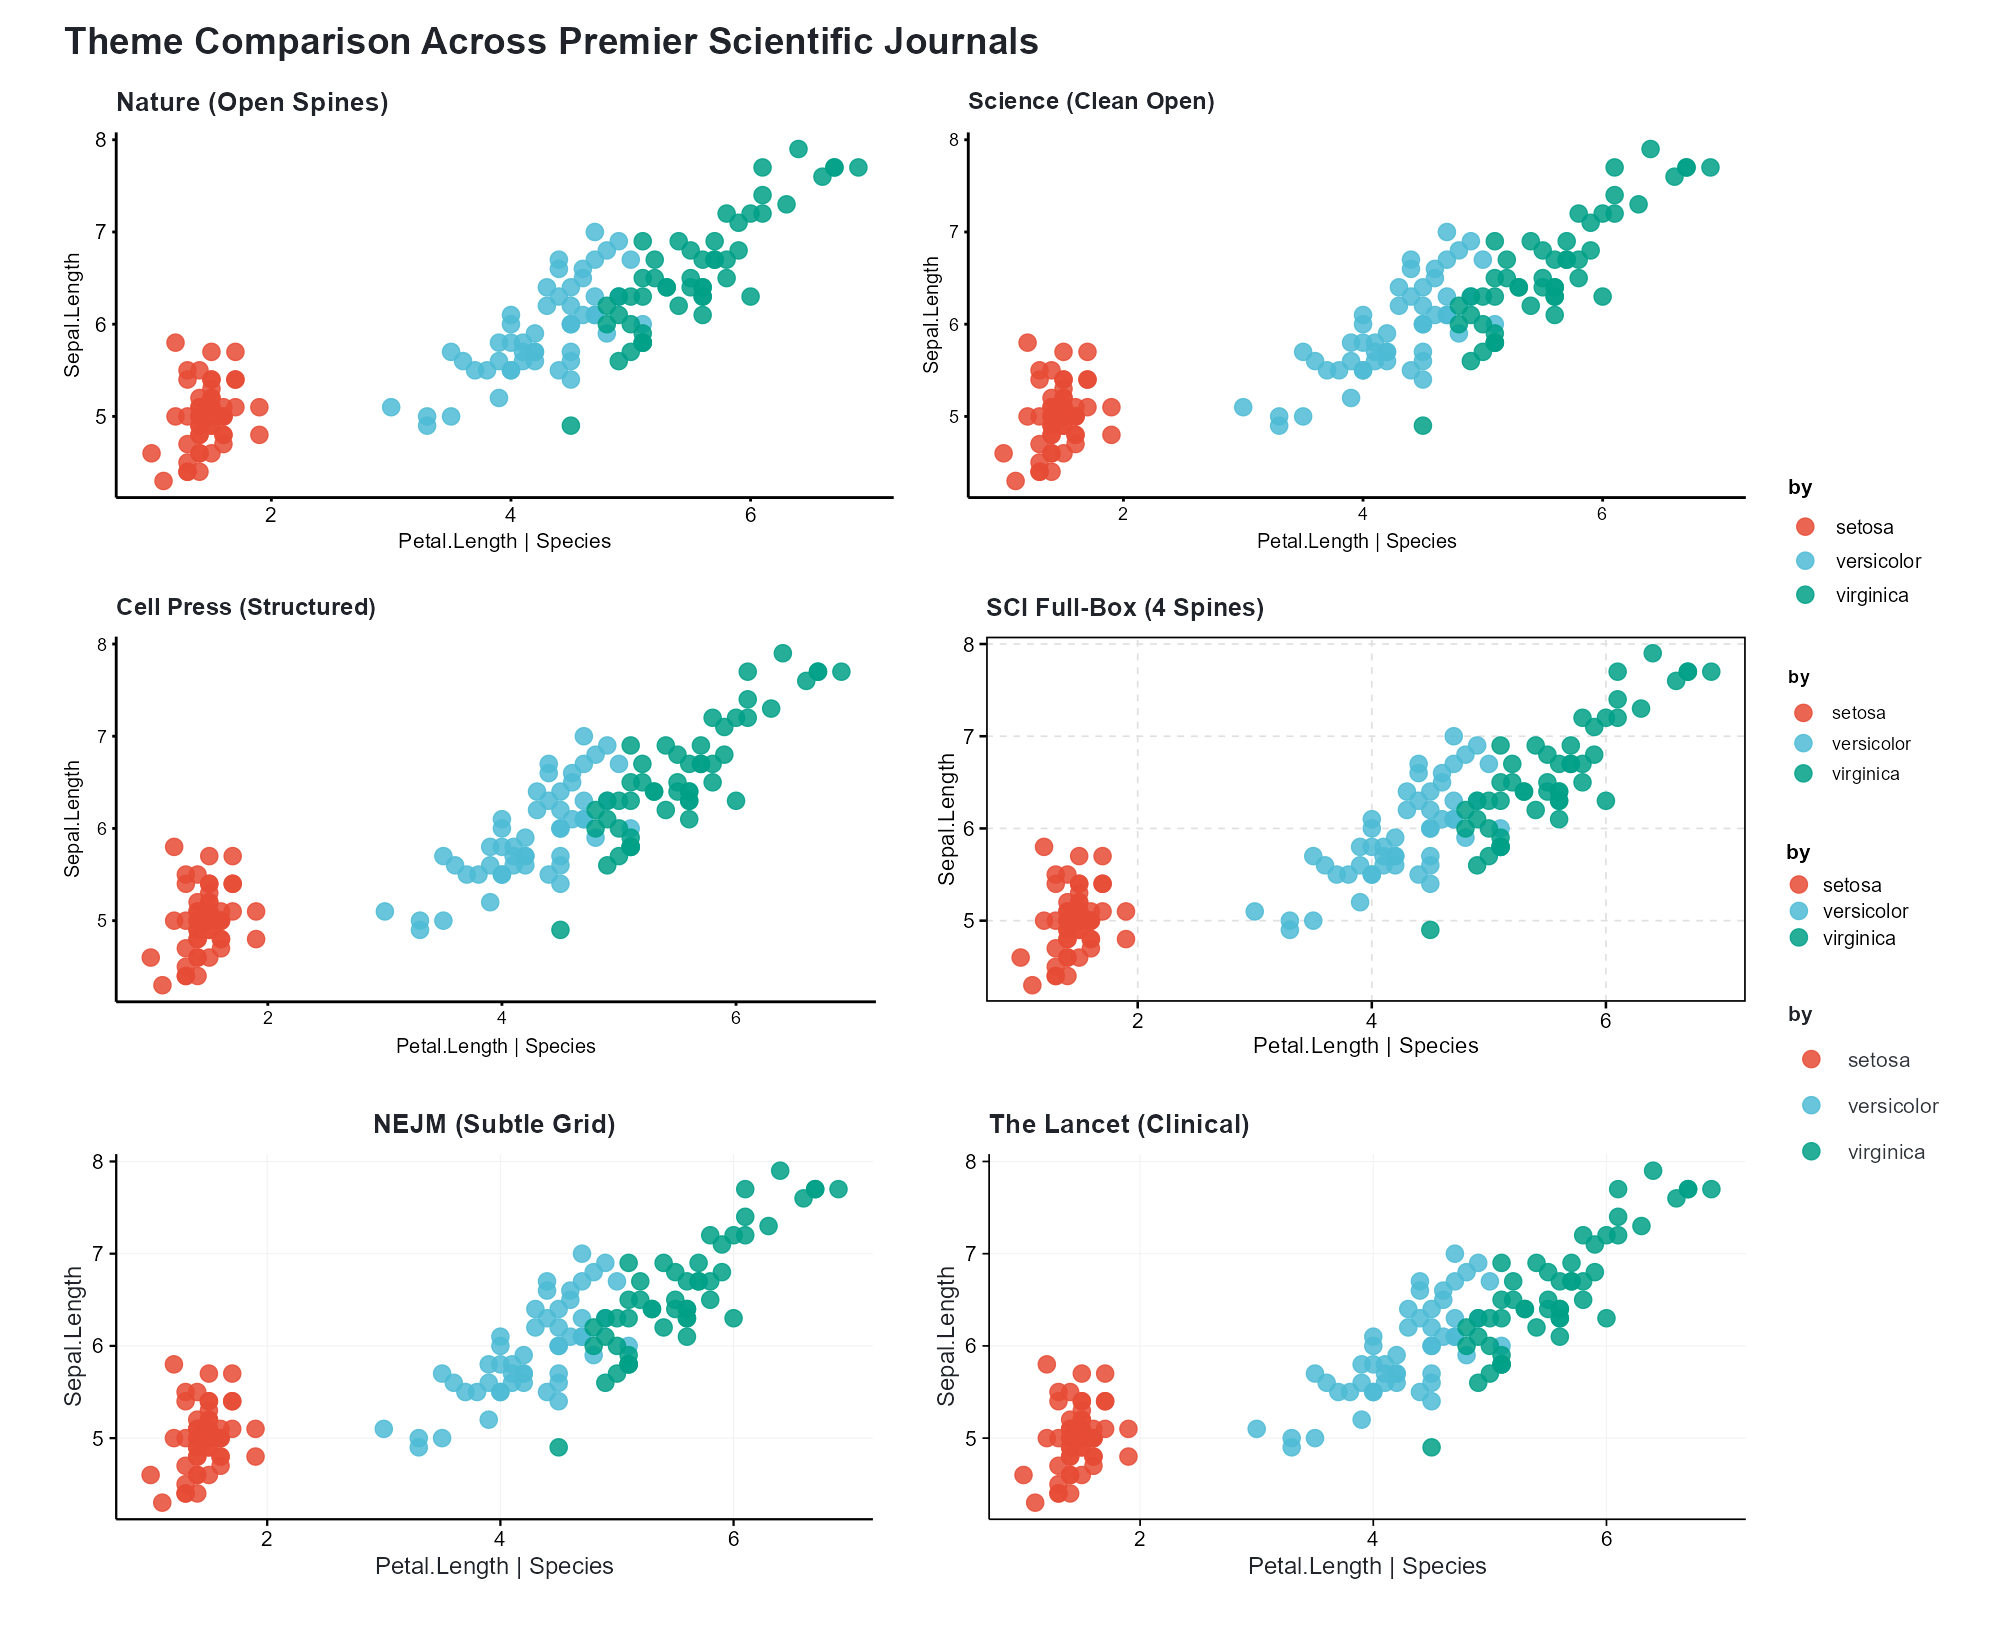 Theme Comparison Across Premier Scientific Journals
Nature (Open Spines)
8
7
6
5
Sepal.Length
2
4
6
Petal.Length | Species
Science (Clean Open)
8
7
6
5
Sepal.Length
2
4
6
Petal.Length | Species
Cell Press (Structured)
8
7
6
5
Sepal.Length
2
4
6
Petal.Length | Species
SCI Full-Box (4 Spines)
8
7
6
5
Sepal.Length
2
4
6
Petal.Length | Species
NEJM (Subtle Grid)
8
7
6
5
Sepal.Length
2
4
6
Petal.Length | Species
The Lancet (Clinical)
8
7
6
5
Sepal.Length
2
4
6
Petal.Length | Species
by
setosa
versicolor
virginica
by
setosa
versicolor
virginica
by
setosa
versicolor
virginica
by
setosa
versicolor
virginica